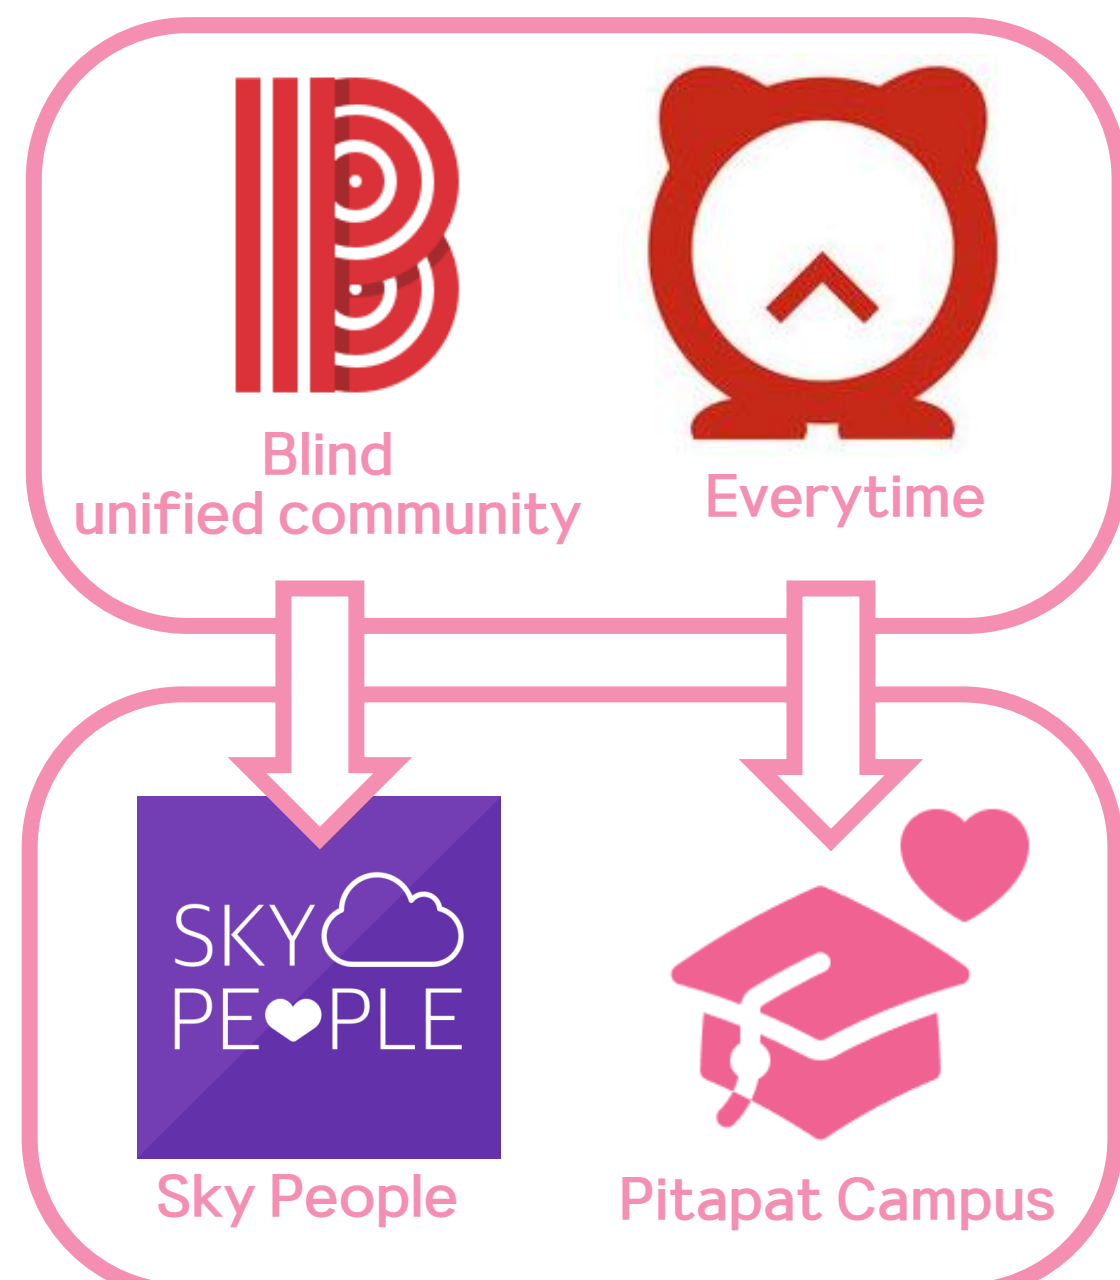 Blind
unified community
Everytime
SKY
PEOPLE
Sky People
Pitapat Campus